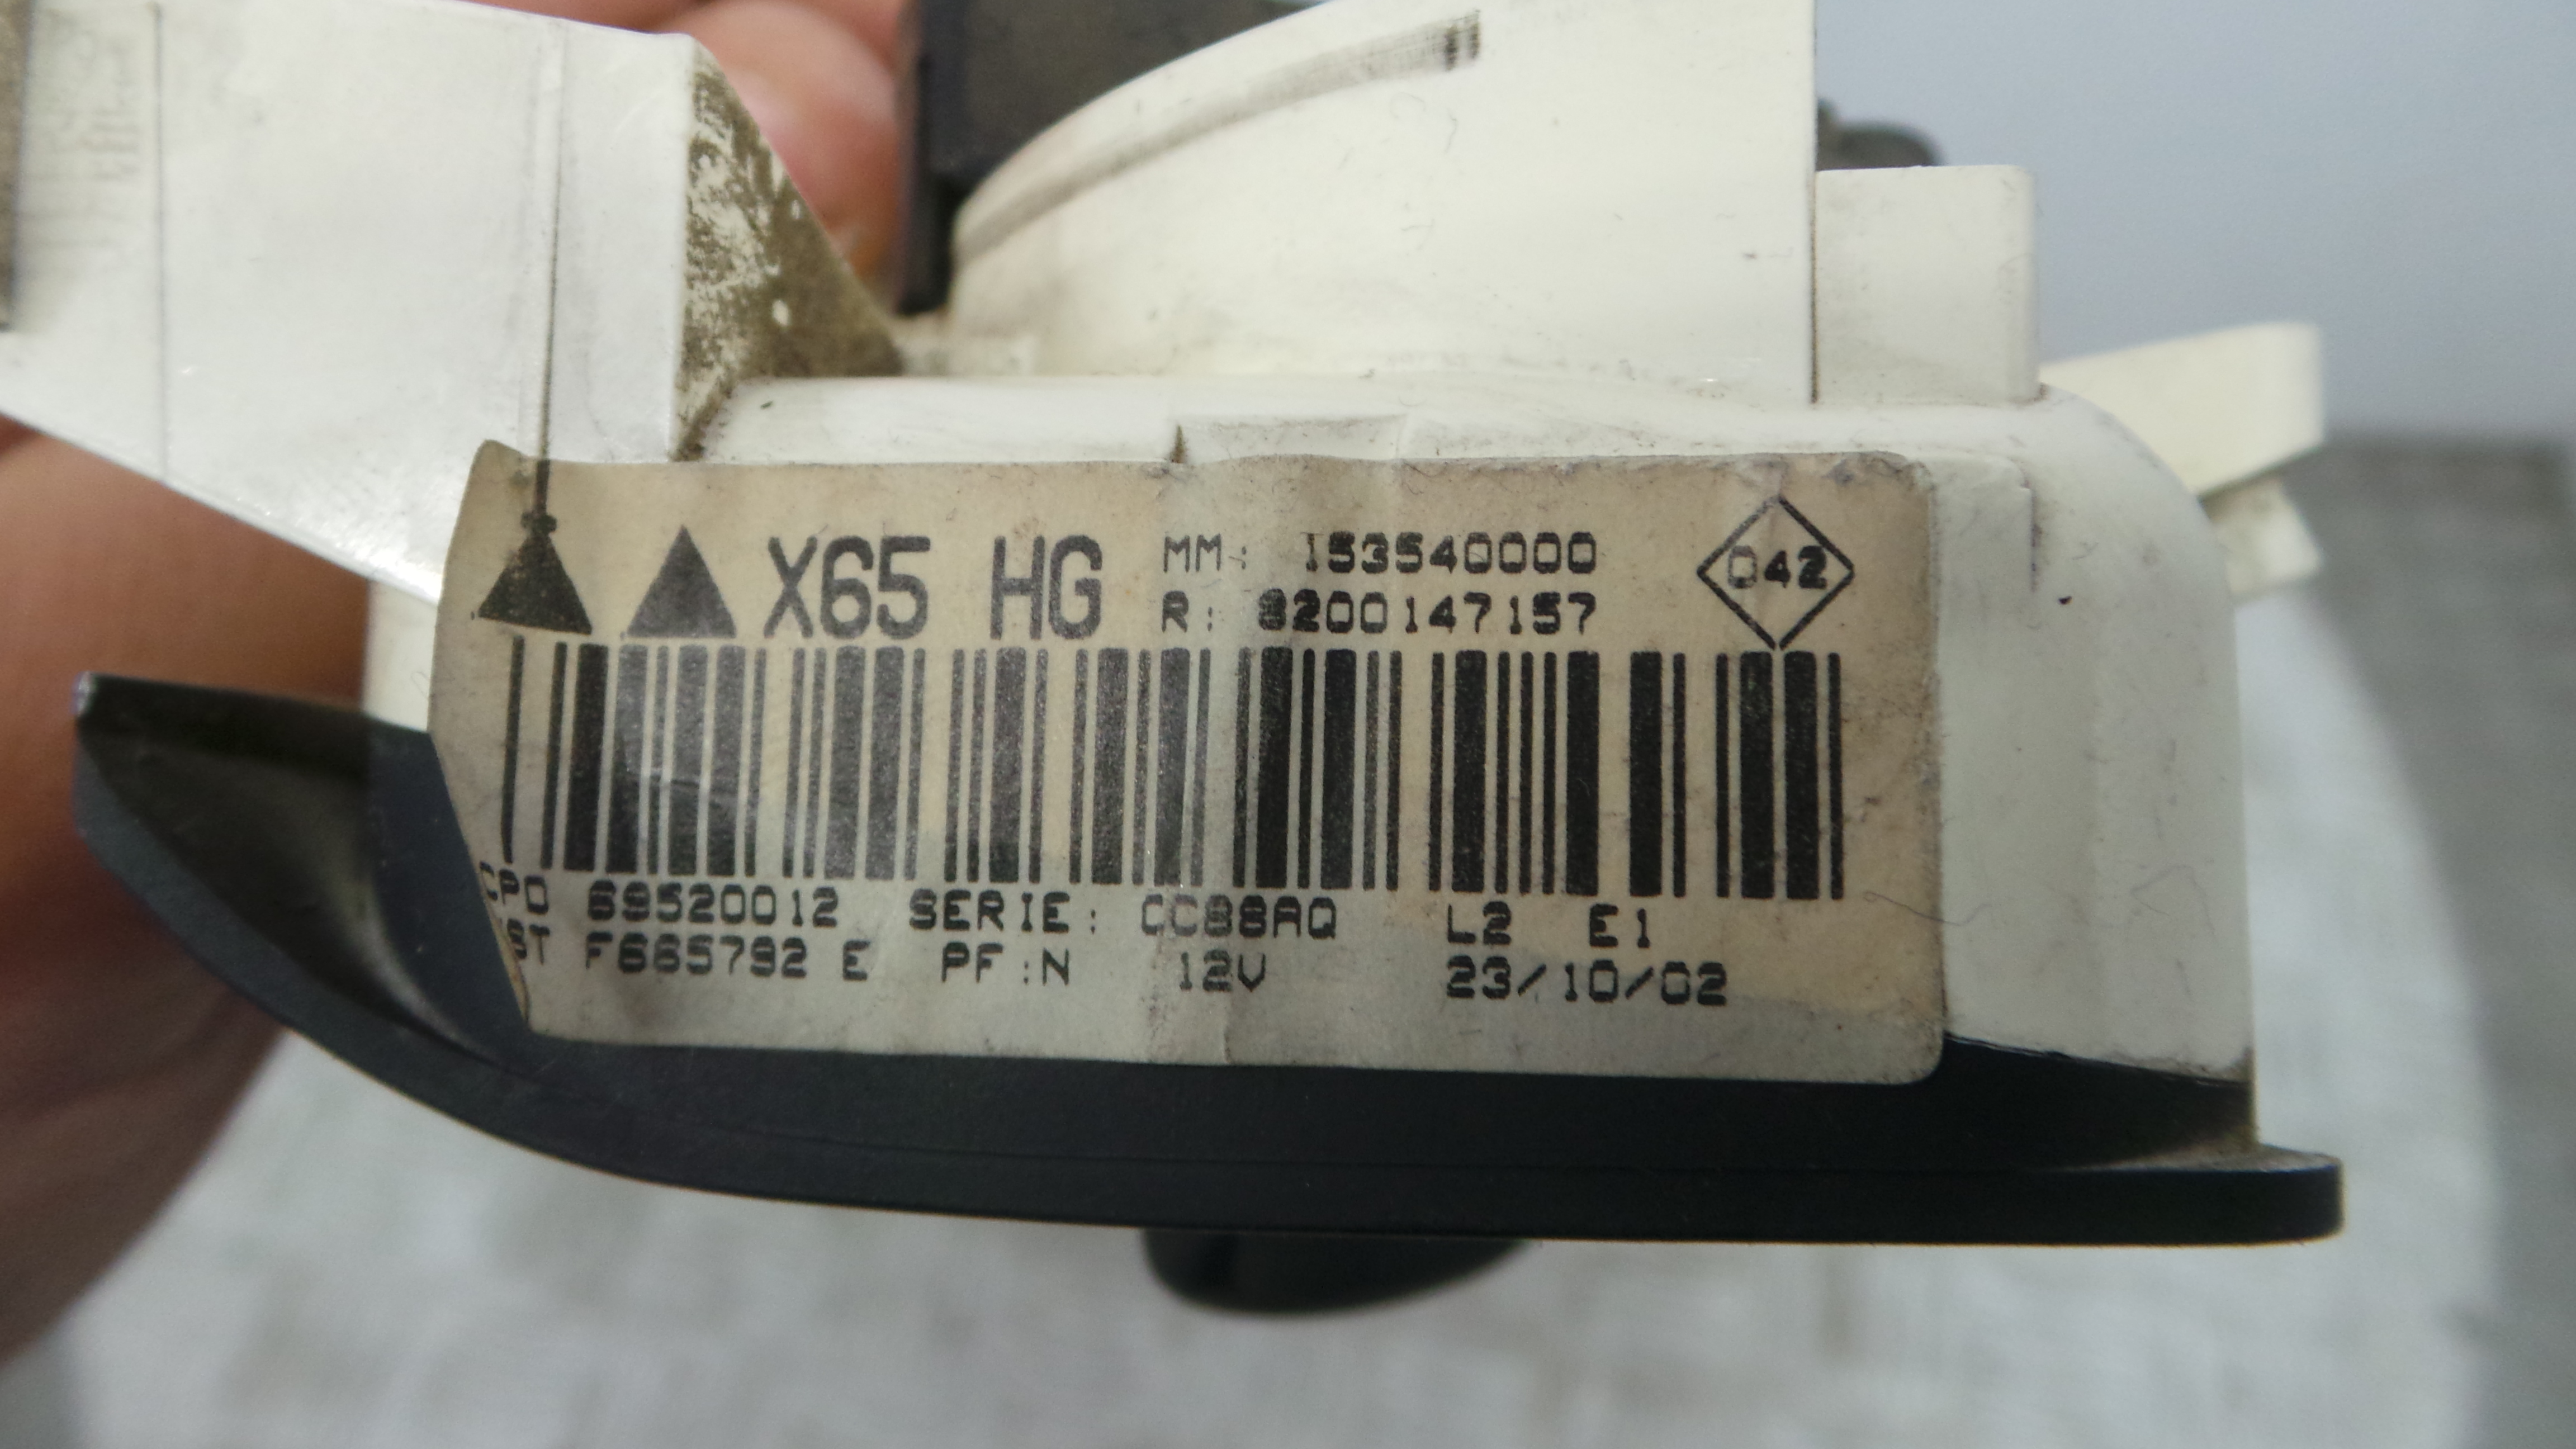 X65 HG
MM: 153540000
R: 8200147157
042
CPO 69520012 SERIE: CC88AQ L2 E1
F665792 E PF:N 12V 23/10/02